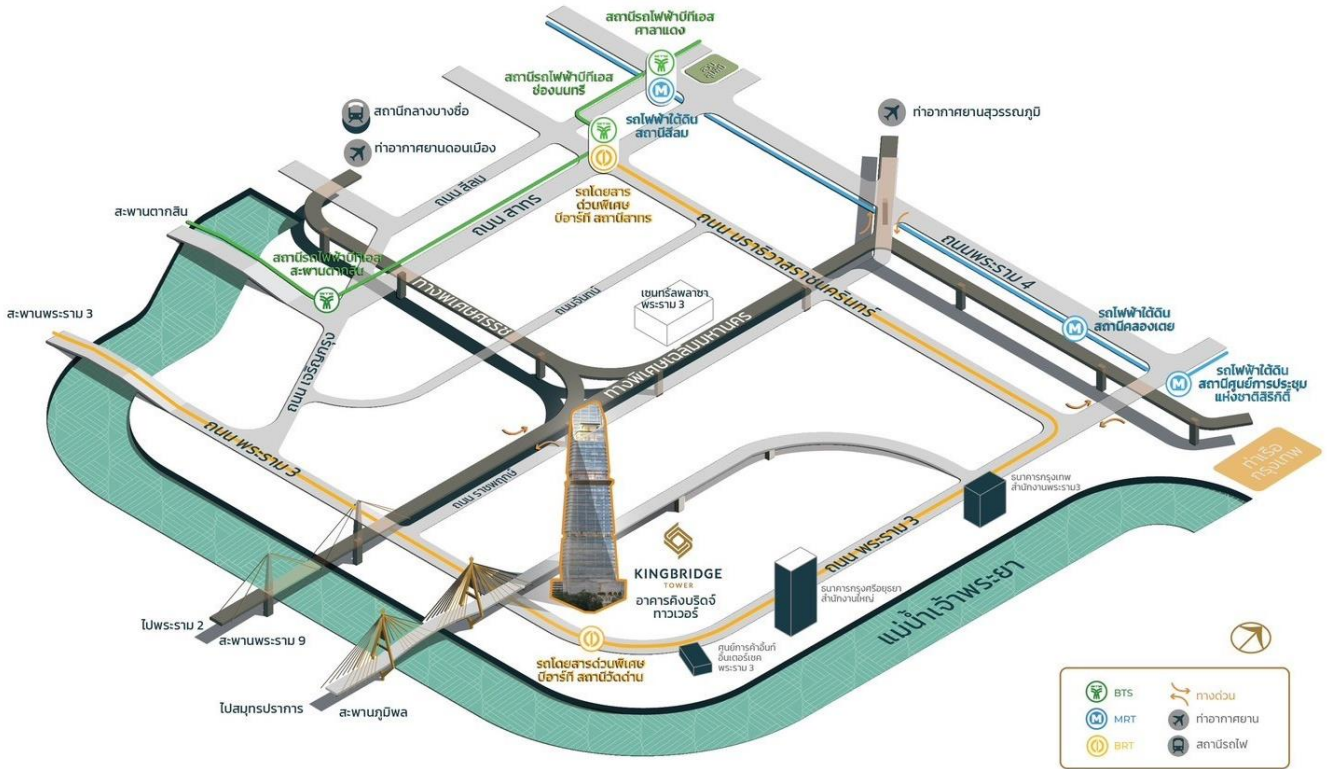 สถานีรถไฟฟ้าบีทีเอส
ศาลาแดง
สถานีรถไฟฟ้าบีทีเอส
ช่องนนทรี
รถไฟฟ้าใต้ดิน
สถานีสีลม
สถานีกลางบางซื่อ
ท่าอากาศยานดอนเมือง
ท่าอากาศยานสุวรรณภูมิ
รถโดยสาร
ด่วนพิเศษ
บีอาร์ที สถานีสาทร
ถนน สีลม
ถนน สาทร
ถนน นราธิวาสราชนครินทร์
ถนนพระราม 4
สะพานตากสิน
สถานีรถไฟฟ้าบีทีเอส
สะพานตากสิน
ทางพิเศษศรีรัช
ถนนจันทน์
เซนทรัลพลาซา
พระราม 3
ทางพิเศษเฉลิมมหานคร
สะพานพระราม 3
ถนน เจริญกรุง
รถไฟฟ้าใต้ดิน
สถานีคลองเตย
รถไฟฟ้าใต้ดิน
สถานีศูนย์การประชุม
แห่งชาติสิริกิติ์
ท่าเรือ
กรุงเทพ
ถนน พระราม 3
ถนน ราชพฤกษ์
ธนาคารกรุงเทพ
สำนักงานพระราม3
KINGBRIDGE
TOWER
อาคารคิงบริดจ์
ทาวเวอร์
ธนาคารกรุงศรีอยุธยา
สำนักงานใหญ่
ถนน พระราม 3
แม่น้ำเจ้าพระยา
ไปพระราม 2
สะพานพระราม 9
รถโดยสารด่วนพิเศษ
บีอาร์ที สถานีวัดด่าน
ศูนย์การค้าอิ๊นท์
อินเตอร์เซค
พระราม 3
ไปสมุทรปราการ
สะพานภูมิพล
BTS
ทางด่วน
MRT
ท่าอากาศยาน
BRT
สถานีรถไฟ